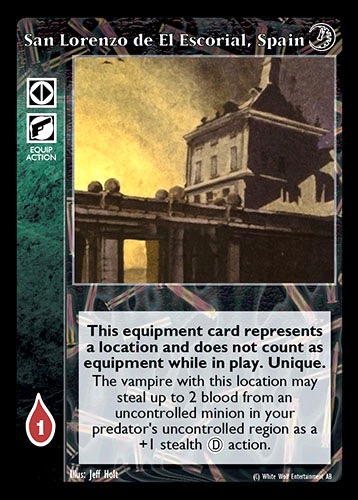 San Lorenzo de El Escorial, Spain
EQUIP
ACTION
This equipment card represents
a location and does not count as
equipment while in play. Unique.
The vampire with this location may
steal up to 2 blood from an
uncontrolled minion in your
predator's uncontrolled region as a
+1 stealth Ⓓ action.
1
Illus: Jeff Holt
(C) White Wolf Entertainment AB